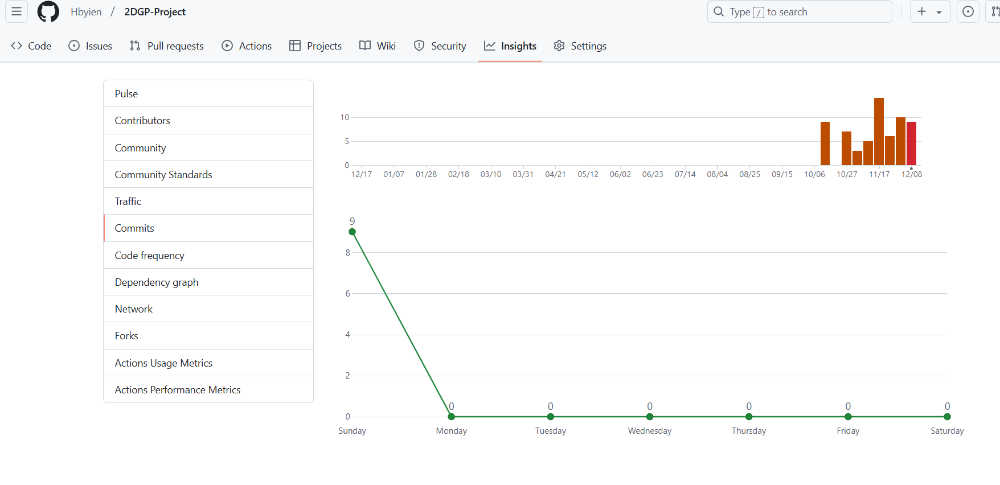 Hbyien / 2DGP-Project
Type / to search
Code Issues Pull requests Actions Projects Wiki Security Insights Settings
Pulse
Contributors
Community
Community Standards
Traffic
Commits
Code frequency
Dependency graph
Network
Forks
Actions Usage Metrics
Actions Performance Metrics
10
5
0
12/17 01/07 01/28 02/18 03/10 03/31 04/21 05/12 06/02 06/23 07/14 08/04 08/25 09/15 10/06 10/27 11/17 12/08
9
8
6
4
2
0 0 0 0 0 0
0
Sunday Monday Tuesday Wednesday Thursday Friday Saturday